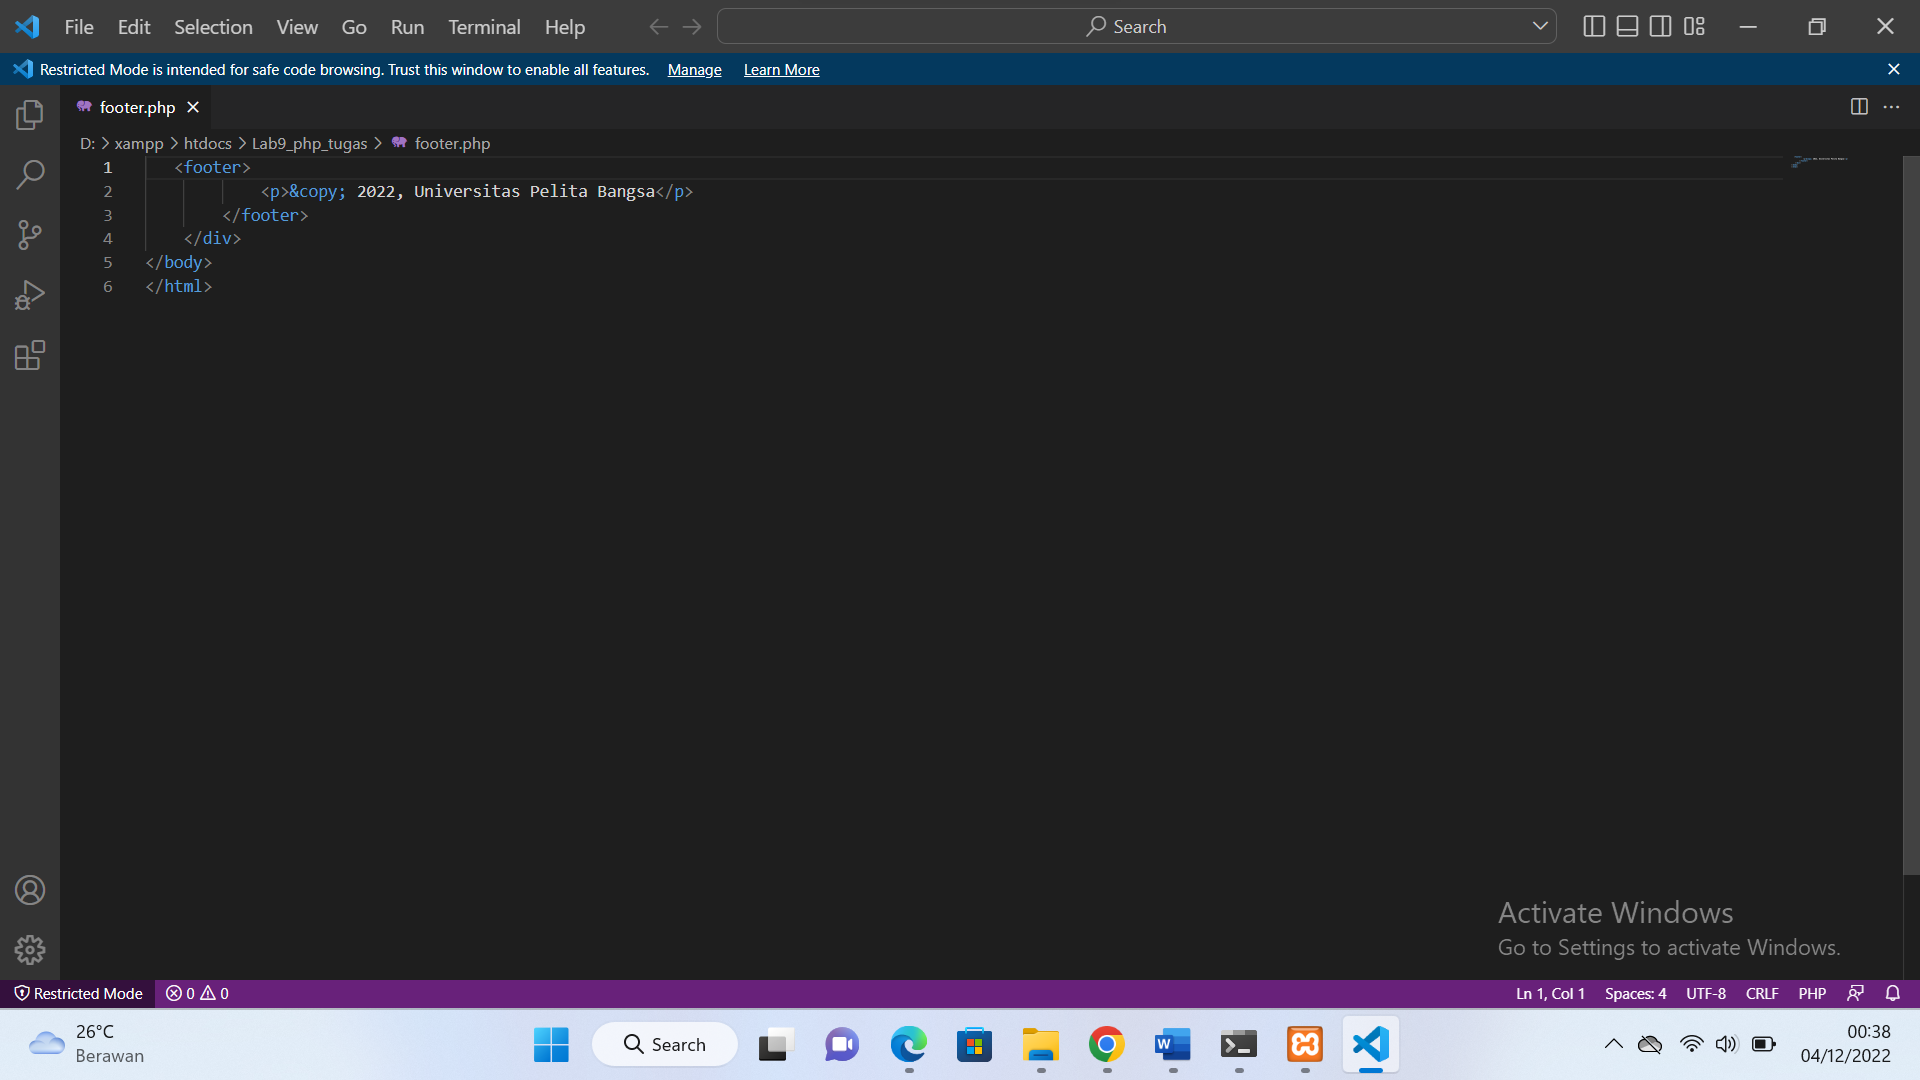 File Edit Selection View Go Run Terminal Help
Search
Restricted Mode is intended for safe code browsing. Trust this window to enable all features. Manage Learn More
footer.php
D: > xampp > htdocs > Lab9_php_tugas > footer.php
1 <footer>
2 <p>&copy; 2022, Universitas Pelita Bangsa</p>
3 </footer>
4 </div>
5 </body>
6 </html>
Activate Windows
Go to Settings to activate Windows.
Restricted Mode 0 0 Ln 1, Col 1 Spaces: 4 UTF-8 CRLF PHP
26°C
Berawan
Search
00:38
04/12/2022